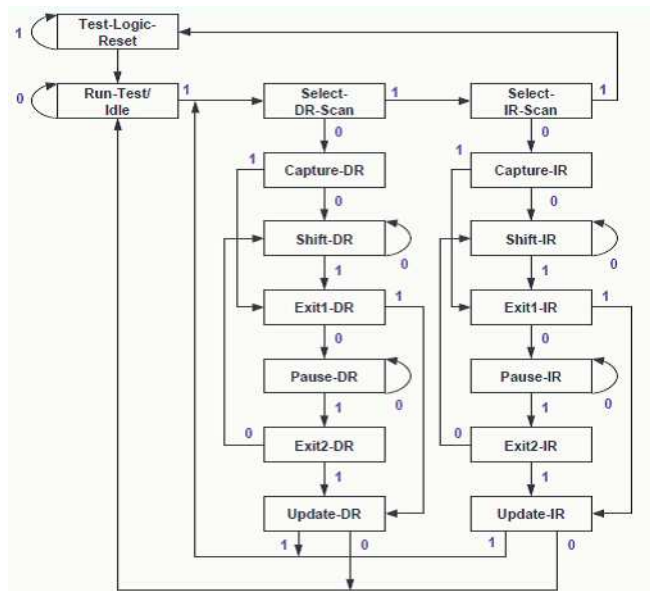 Test-Logic-
Reset
1
Run-Test/
Idle
0
1
Select-
DR-Scan
1
Select-
IR-Scan
1
0
0
1
Capture-DR
1
Capture-IR
0
0
Shift-DR
0
Shift-IR
0
1
1
Exit1-DR
1
Exit1-IR
1
0
0
Pause-DR
0
Pause-IR
0
1
1
0
Exit2-DR
0
Exit2-IR
1
1
Update-DR
Update-IR
1
0
1
0